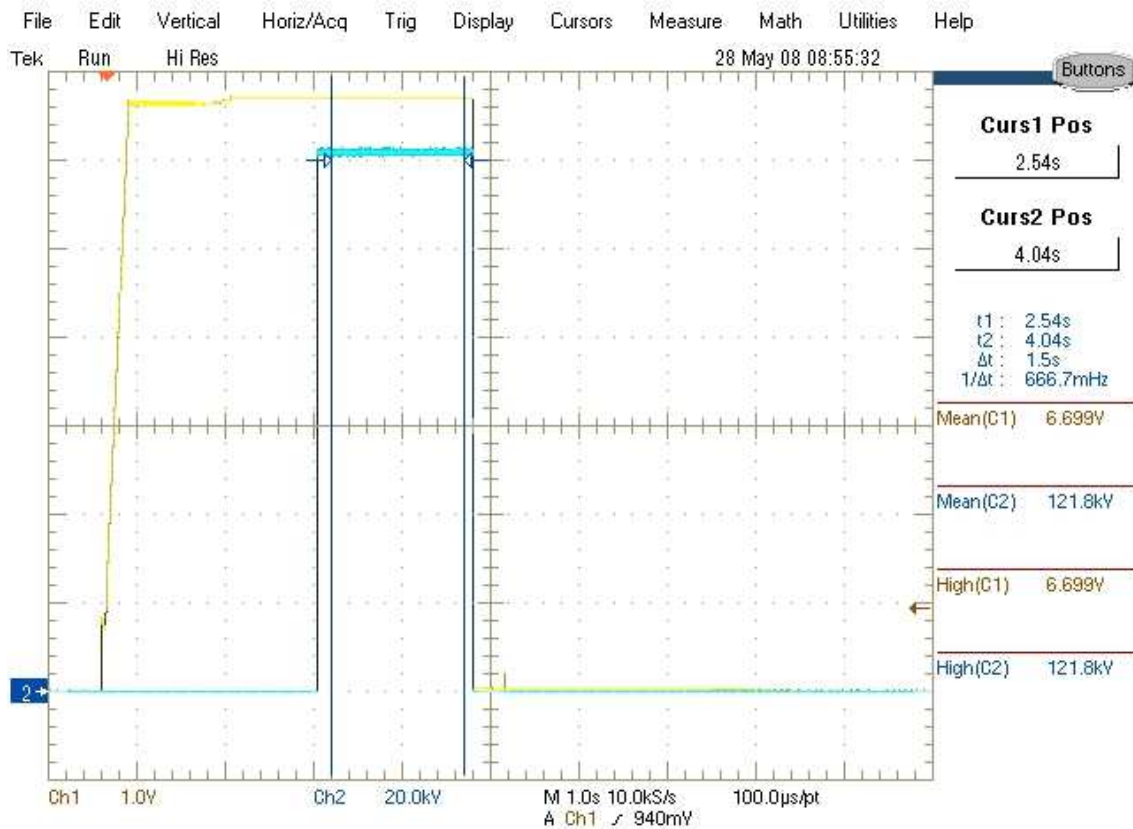 File Edit Vertical Horiz/Acq Trig Display Cursors Measure Math Utilities Help
Tek Run Hi Res 28 May 08 08:55:32
Buttons
Curs1 Pos
2.54s
Curs2 Pos
4.04s
t1 : 2.54s
t2 : 4.04s
Δt : 1.5s
1/Δt : 666.7mHz
Mean(C1) 6.699V
Mean(C2) 121.8kV
High(C1) 6.699V
High(C2) 121.8kV
2
Ch1 1.0V Ch2 20.0kV M 1.0s 10.0kS/s 100.0µs/pt
A Ch1 940mV